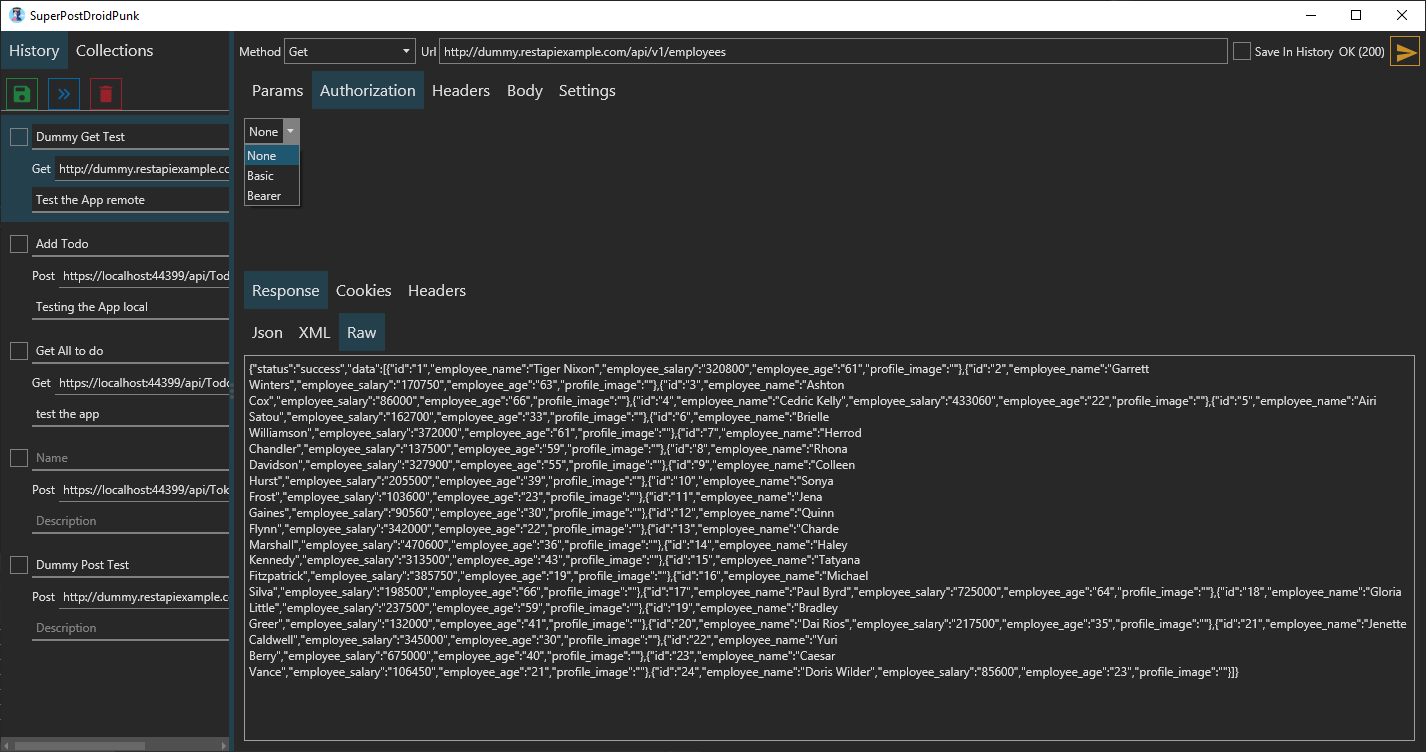 SuperPostDroidPunk
History Collections
Method Get Url http://dummy.restapiexample.com/api/v1/employees Save In History OK (200)
Params Authorization Headers Body Settings
None
None
Basic
Bearer
Dummy Get Test
Get http://dummy.restapiexample.cc
Test the App remote
Add Todo
Post https://localhost:44399/api/Tod
Testing the App local
Get All to do
Get https://localhost:44399/api/Todo
test the app
Name
Post https://localhost:44399/api/Tok
Description
Dummy Post Test
Post http://dummy.restapiexample.c
Description
Response Cookies Headers
Json XML Raw
{"status":"success","data":[{"id":"1","employee_name":"Tiger Nixon","employee_salary":"320800","employee_age":"61","profile_image":""},{"id":"2","employee_name":"Garrett
Winters","employee_salary":"170750","employee_age":"63","profile_image":""},{"id":"3","employee_name":"Ashton
Cox","employee_salary":"86000","employee_age":"66","profile_image":""},{"id":"4","employee_name":"Cedric Kelly","employee_salary":"433060","employee_age":"22","profile_image":""},{"id":"5","employee_name":"Airi
Satou","employee_salary":"162700","employee_age":"33","profile_image":""},{"id":"6","employee_name":"Brielle
Williamson","employee_salary":"372000","employee_age":"61","profile_image":""},{"id":"7","employee_name":"Herrod
Chandler","employee_salary":"137500","employee_age":"59","profile_image":""},{"id":"8","employee_name":"Rhona
Davidson","employee_salary":"327900","employee_age":"55","profile_image":""},{"id":"9","employee_name":"Colleen
Hurst","employee_salary":"205500","employee_age":"39","profile_image":""},{"id":"10","employee_name":"Sonya
Frost","employee_salary":"103600","employee_age":"23","profile_image":""},{"id":"11","employee_name":"Jena
Gaines","employee_salary":"90560","employee_age":"30","profile_image":""},{"id":"12","employee_name":"Quinn
Flynn","employee_salary":"342000","employee_age":"22","profile_image":""},{"id":"13","employee_name":"Charde
Marshall","employee_salary":"470600","employee_age":"36","profile_image":""},{"id":"14","employee_name":"Haley
Kennedy","employee_salary":"313500","employee_age":"43","profile_image":""},{"id":"15","employee_name":"Tatyana
Fitzpatrick","employee_salary":"385750","employee_age":"19","profile_image":""},{"id":"16","employee_name":"Michael
Silva","employee_salary":"198500","employee_age":"66","profile_image":""},{"id":"17","employee_name":"Paul Byrd","employee_salary":"725000","employee_age":"64","profile_image":""},{"id":"18","employee_name":"Gloria
Little","employee_salary":"237500","employee_age":"59","profile_image":""},{"id":"19","employee_name":"Bradley
Greer","employee_salary":"132000","employee_age":"41","profile_image":""},{"id":"20","employee_name":"Dai Rios","employee_salary":"217500","employee_age":"35","profile_image":""},{"id":"21","employee_name":"Jenette
Caldwell","employee_salary":"345000","employee_age":"30","profile_image":""},{"id":"22","employee_name":"Yuri
Berry","employee_salary":"675000","employee_age":"40","profile_image":""},{"id":"23","employee_name":"Caesar
Vance","employee_salary":"106450","employee_age":"21","profile_image":""},{"id":"24","employee_name":"Doris Wilder","employee_salary":"85600","employee_age":"23","profile_image":""}]}